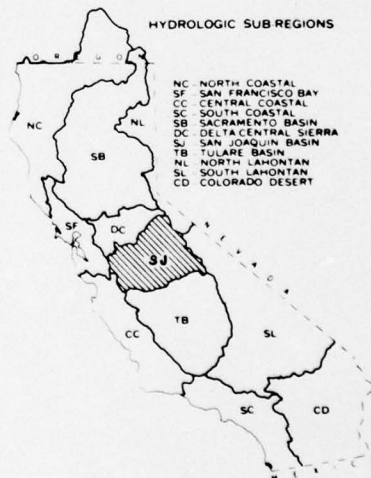 HYDROLOGIC SUB-REGIONS
O R E G O N
NC - NORTH COASTAL
SF - SAN FRANCISCO BAY
CC - CENTRAL COASTAL
SC - SOUTH COASTAL
SB - SACRAMENTO BASIN
DC - DELTA CENTRAL SIERRA
SJ - SAN JOAQUIN BASIN
TB - TULARE BASIN
NL - NORTH LAHONTAN
SL - SOUTH LAHONTAN
CD - COLORADO DESERT
NC
NL
SB
SF
DC
N E V A D A
SJ
CC
TB
SL
SC
CD